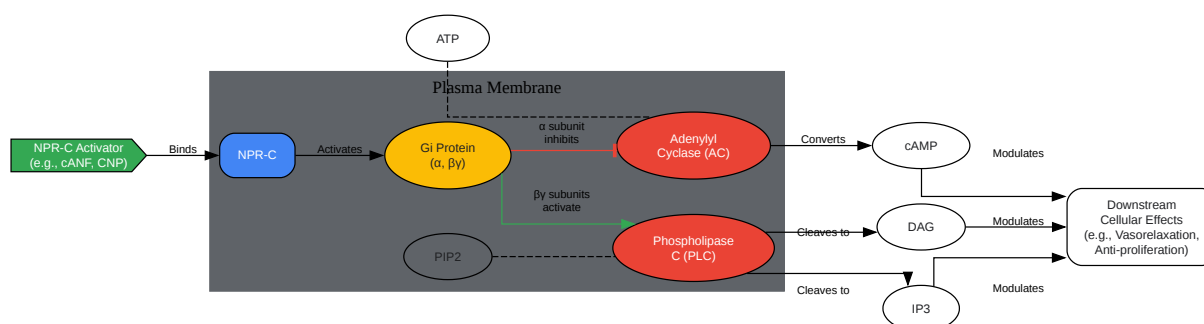 ATP
Plasma Membrane
NPR-C Activator
(e.g., cANF, CNP)
Binds
NPR-C
Activates
Gi Protein
(α, βγ)
α subunit
inhibits
Adenylyl
Cyclase (AC)
Converts
cAMP
Modulates
βγ subunits
activate
PIP2
Phospholipase
C (PLC)
Cleaves to
DAG
Modulates
Downstream
Cellular Effects
(e.g., Vasorelaxation,
Anti-proliferation)
Cleaves to
IP3
Modulates